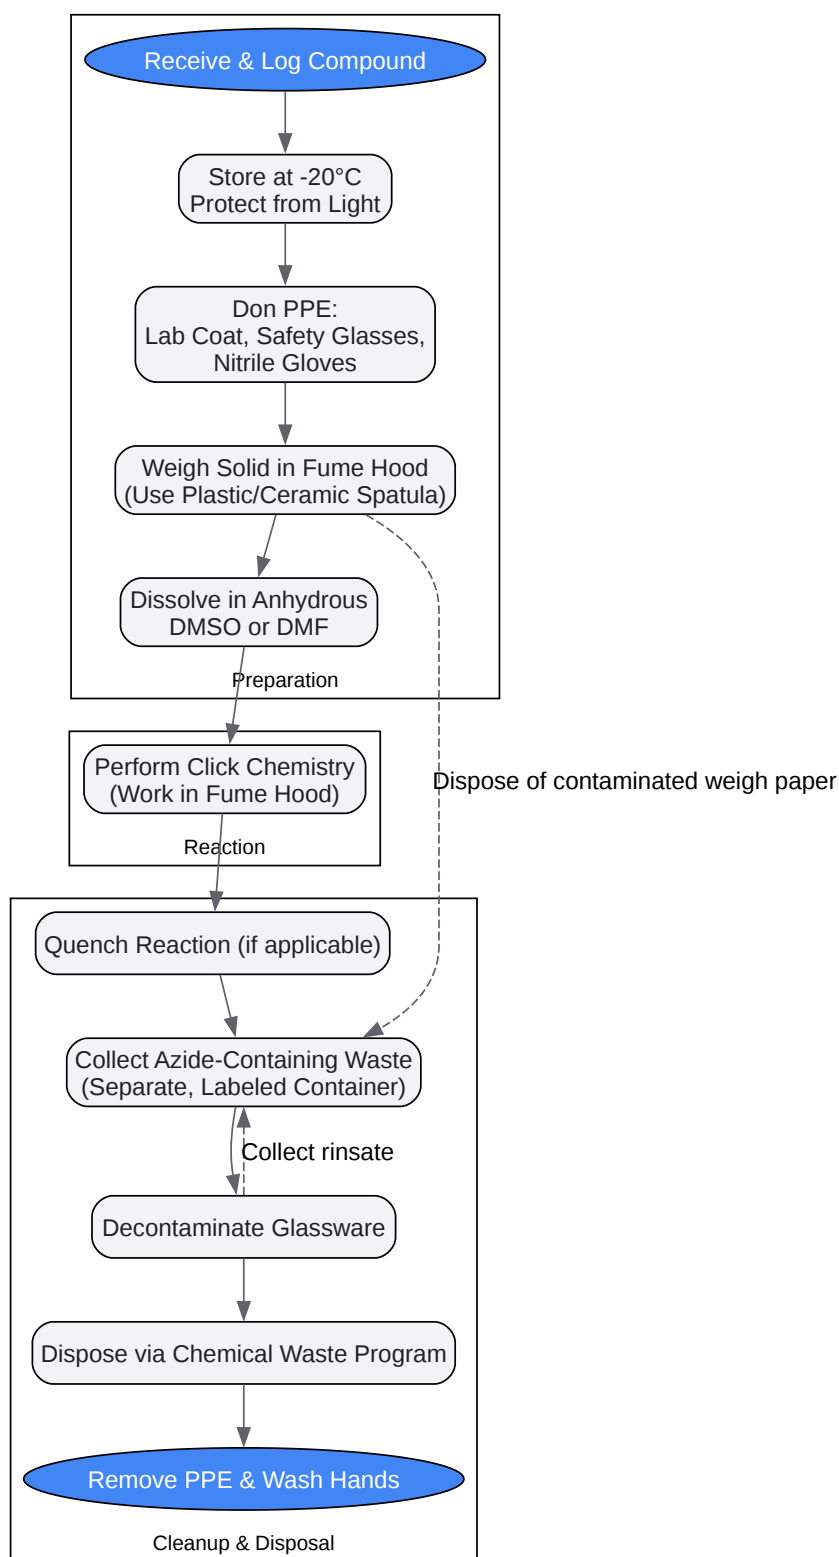 Receive & Log Compound
Store at -20°C
Protect from Light
Don PPE:
Lab Coat, Safety Glasses,
Nitrile Gloves
Weigh Solid in Fume Hood
(Use Plastic/Ceramic Spatula)
Dissolve in Anhydrous
DMSO or DMF
Preparation
Perform Click Chemistry
(Work in Fume Hood)
Dispose of contaminated weigh paper
Reaction
Quench Reaction (if applicable)
Collect Azide-Containing Waste
(Separate, Labeled Container)
Collect rinsate
Decontaminate Glassware
Dispose via Chemical Waste Program
Remove PPE & Wash Hands
Cleanup & Disposal